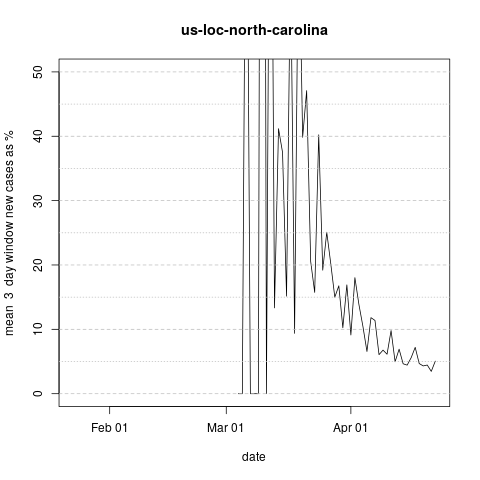 us-loc-north-carolina
mean 3 day window new cases as %
50
40
30
20
10
0
Feb 01
Mar 01
Apr 01
date